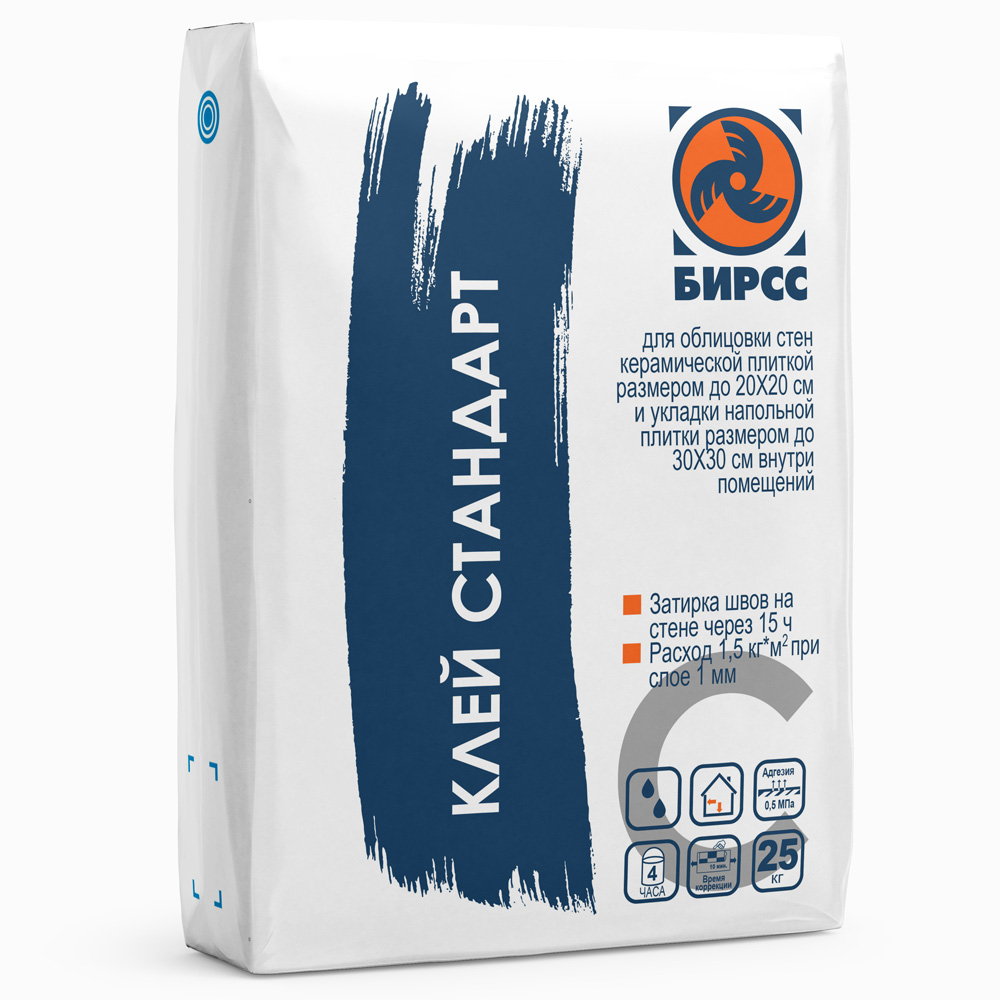 БИРСС
КЛЕЙ СТАНДАРТ
для облицовки стен
керамической плиткой
размером до 20Х20 см
и укладки напольной
плитки размером до
30Х30 см внутри
помещений
Затирка швов на
стене через 15 ч
Расход 1,5 кг*м² при
слое 1 мм
С
Адгезия
0,5 МПа
4
ЧАСА
10 мин.
Время
коррекции
25
КГ